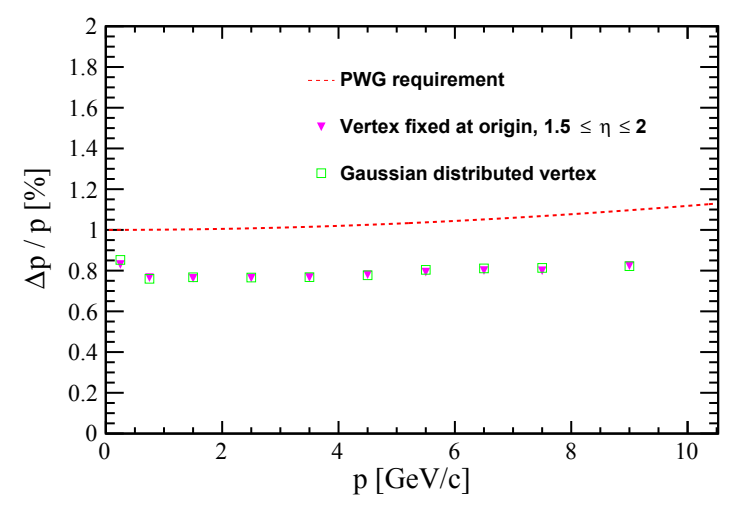 2
1.8
1.6
1.4
1.2
1
0.8
0.6
0.4
0.2
0
Δp / p [%]
PWG requirement
Vertex fixed at origin, 1.5 ≤ η ≤ 2
Gaussian distributed vertex
0 2 4 6 8 10
p [GeV/c]